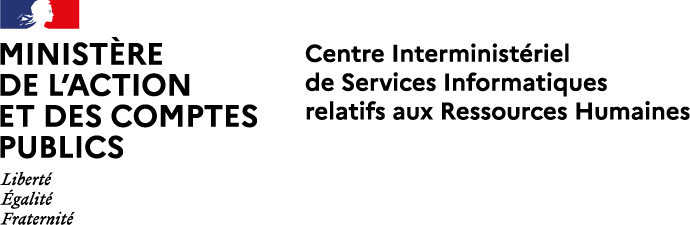 MINISTÈRE
DE L'ACTION
ET DES COMPTES
PUBLICS
Liberté
Égalité
Fraternité
Centre Interministériel
de Services Informatiques
relatifs aux Ressources Humaines